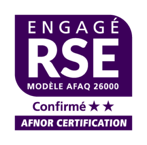 ENGAGÉ
RSE
MODÈLE AFAQ 26000
Confirmé ★★
AFNOR CERTIFICATION